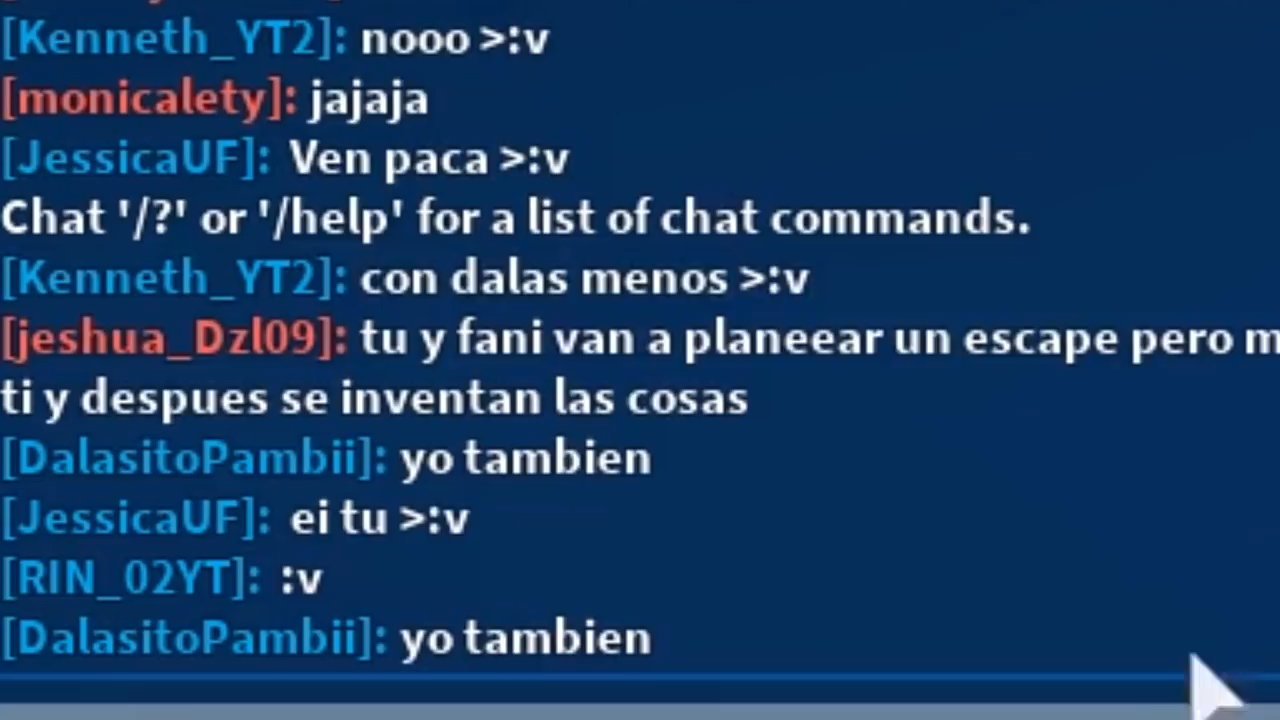 [Kenneth_YT2]: nooo >:v
[monicalety]: jajaja
[JessicaUF]: Ven paca >:v
Chat '/?' or '/help' for a list of chat commands.
[Kenneth_YT2]: con dalas menos >:v
[jeshua_Dzl09]: tu y fani van a planeear un escape pero
ti y despues se inventan las cosas
[DalasitoPambii]: yo tambien
[JessicaUF]: ei tu >:v
[RIN_02YT]: :v
[DalasitoPambii]: yo tambien